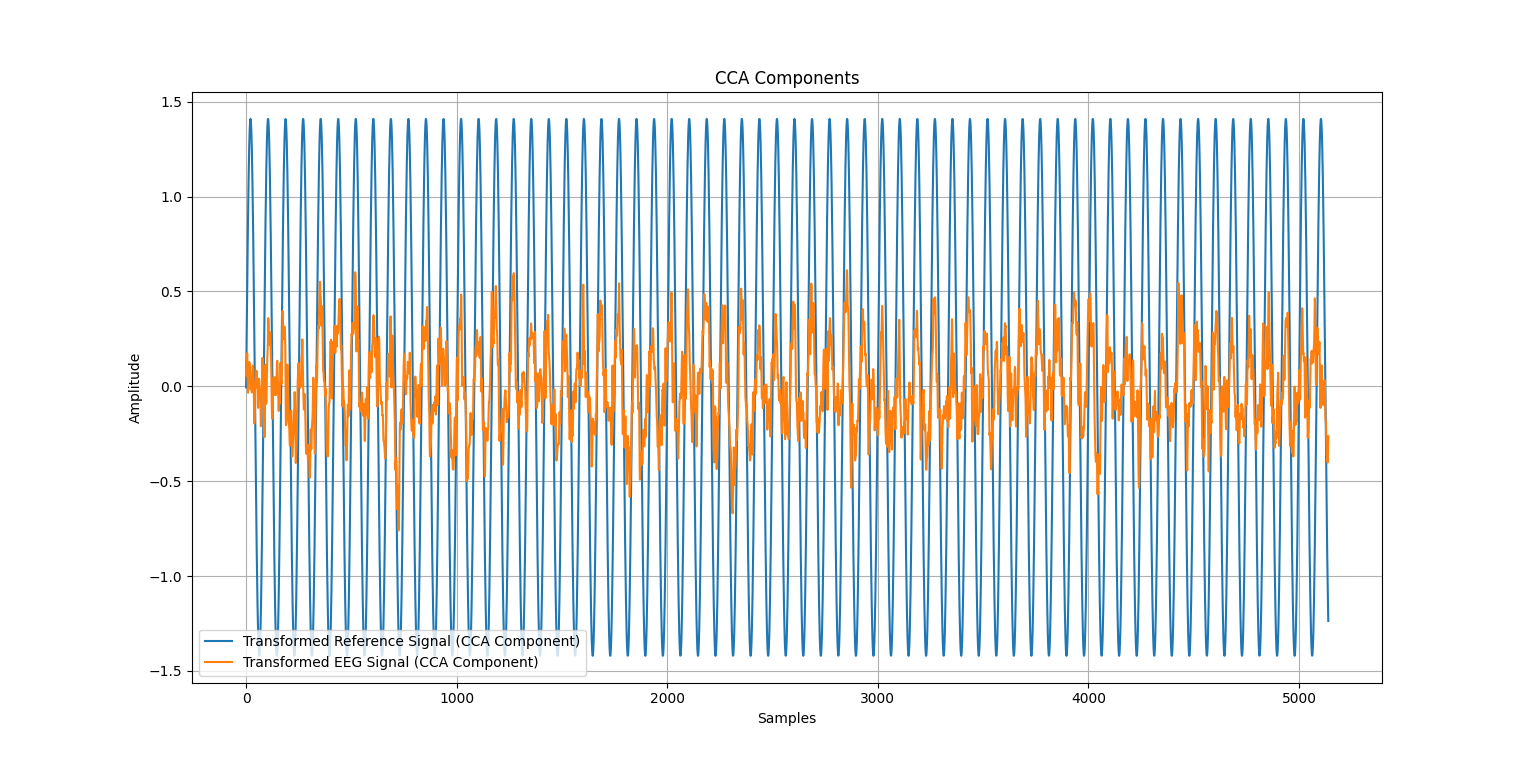 CCA Components
Amplitude
1.5
1.0
0.5
0.0
−0.5
−1.0
−1.5
Transformed Reference Signal (CCA Component)
Transformed EEG Signal (CCA Component)
0 1000 2000 3000 4000 5000
Samples